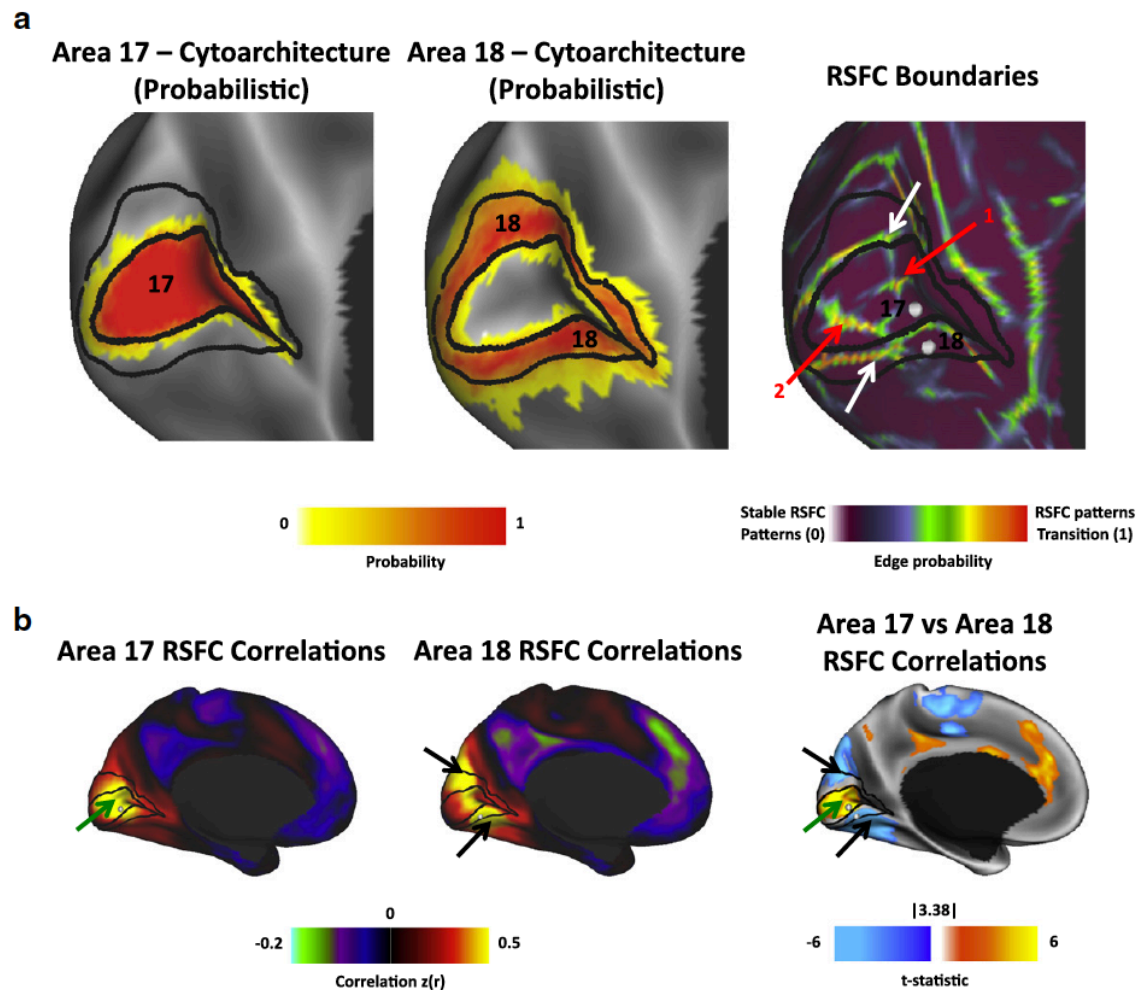 a
Area 17 – Cytoarchitecture
(Probabilistic)
Area 18 – Cytoarchitecture
(Probabilistic)
RSFC Boundaries
17
18
18
1
17
18
2
0
1
Probability
Stable RSFC
Patterns (0)
RSFC patterns
Transition (1)
Edge probability
b
Area 17 RSFC Correlations
Area 18 RSFC Correlations
Area 17 vs Area 18
RSFC Correlations
0
-0.2
0.5
Correlation z(r)
|3.38|
-6
6
t-statistic